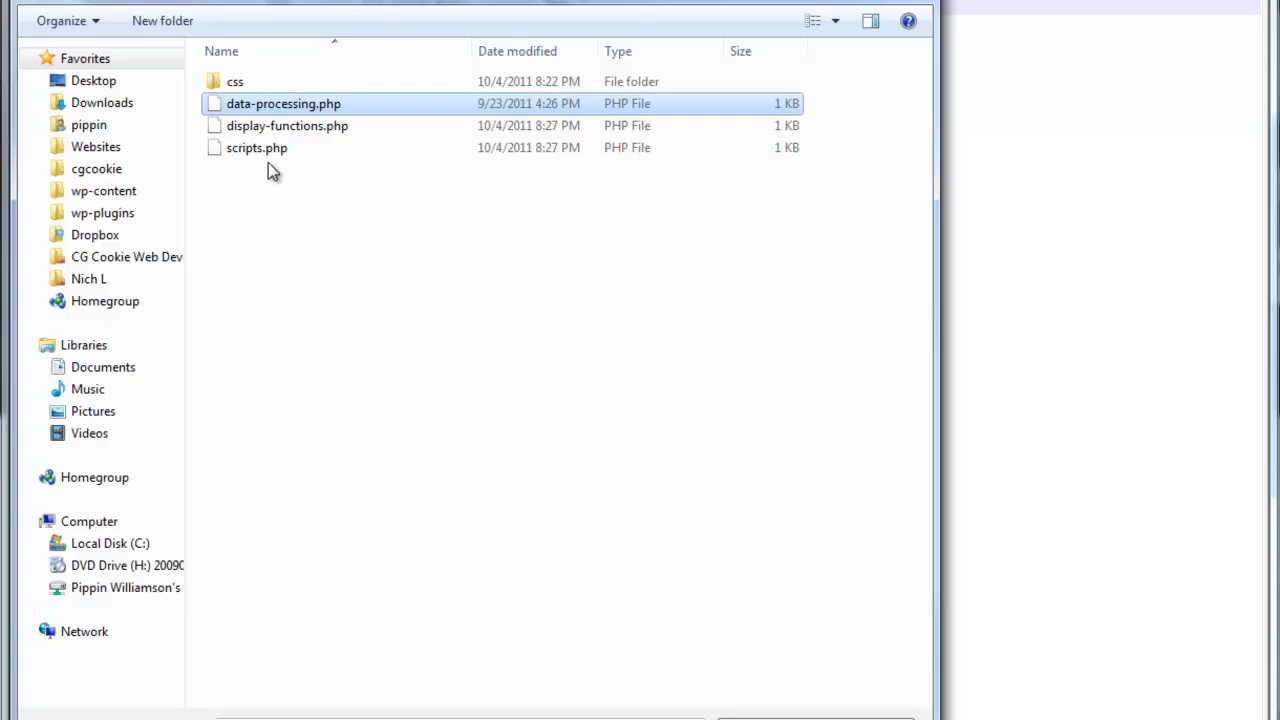 Organize New folder
Name Date modified Type Size
Favorites
Desktop
Downloads
pippin
Websites
cgcookie
wp-content
wp-plugins
Dropbox
CG Cookie Web Dev
Nich L
Homegroup
Libraries
Documents
Music
Pictures
Videos
Homegroup
Computer
Local Disk (C:)
DVD Drive (H:) 20090
Pippin Williamson's
Network
css 10/4/2011 8:22 PM File folder
data-processing.php 9/23/2011 4:26 PM PHP File 1 KB
display-functions.php 10/4/2011 8:27 PM PHP File 1 KB
scripts.php 10/4/2011 8:27 PM PHP File 1 KB